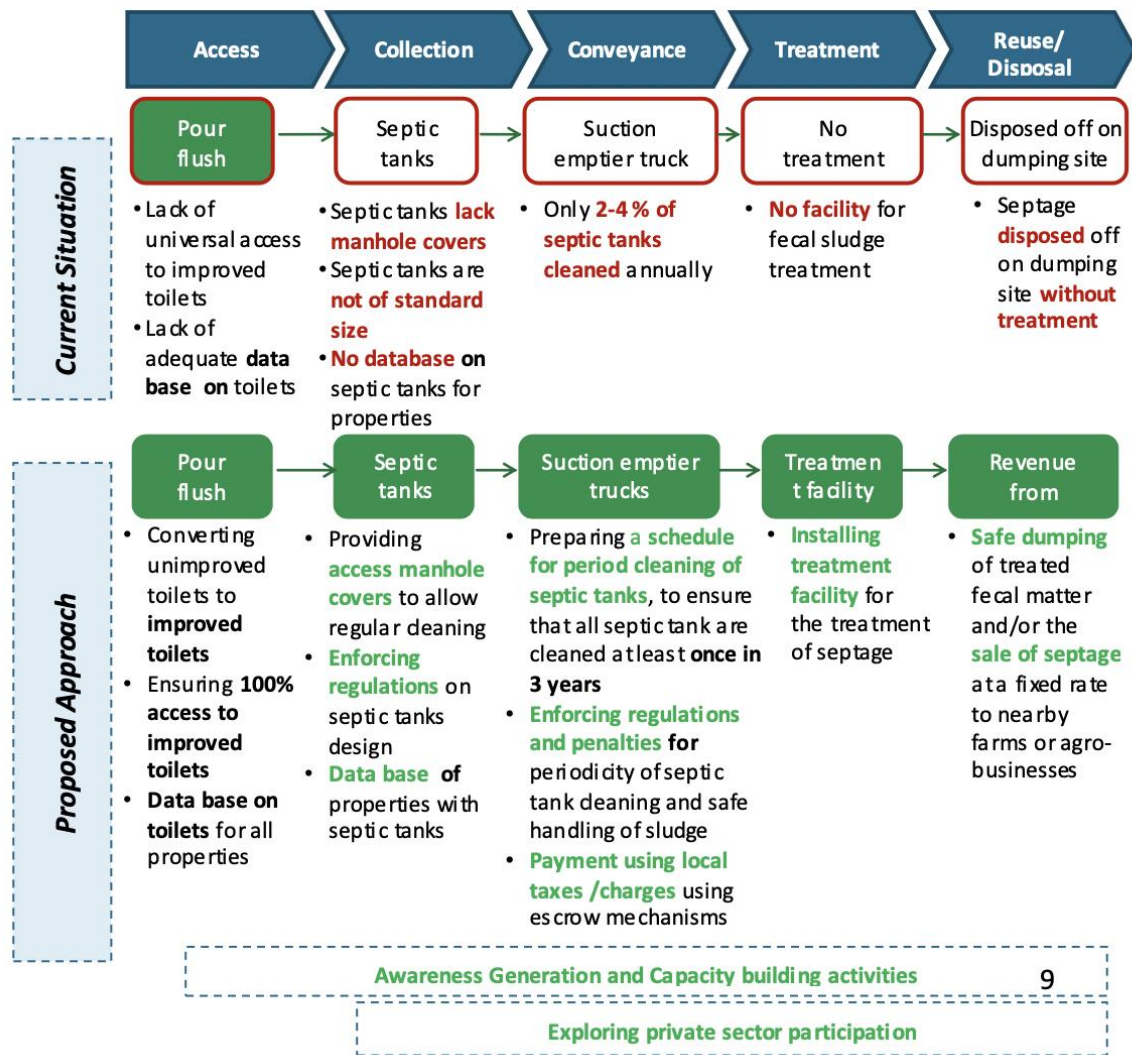 Access
Collection
Conveyance
Treatment
Reuse/
Disposal
Current Situation
Pour
flush
Septic
tanks
Suction
emptier truck
No
treatment
Disposed off on
dumping site
• Lack of
universal access
to improved
toilets
• Lack of
adequate data
base on toilets
• Septic tanks lack
manhole covers
• Septic tanks are
not of standard
size
• No database on
septic tanks for
properties
• Only 2-4 % of
septic tanks
cleaned annually
• No facility for
fecal sludge
treatment
• Septage
disposed off
on dumping
site without
treatment
Proposed Approach
Pour
flush
Septic
tanks
Suction emptier
trucks
Treatmen
t facility
Revenue
from
• Converting
unimproved
toilets to
improved
toilets
• Ensuring 100%
access to
improved
toilets
• Data base on
toilets for all
properties
• Providing
access manhole
covers to allow
regular cleaning
• Enforcing
regulations on
septic tanks
design
• Data base of
properties with
septic tanks
• Preparing a schedule
for period cleaning of
septic tanks, to ensure
that all septic tank are
cleaned at least once in
3 years
• Enforcing regulations
and penalties for
periodicity of septic
tank cleaning and safe
handling of sludge
• Payment using local
taxes /charges using
escrow mechanisms
• Installing
treatment
facility for
the treatment
of septage
• Safe dumping
of treated
fecal matter
and/or the
sale of septage
at a fixed rate
to nearby
farms or agro-
businesses
Awareness Generation and Capacity building activities
9
Exploring private sector participation